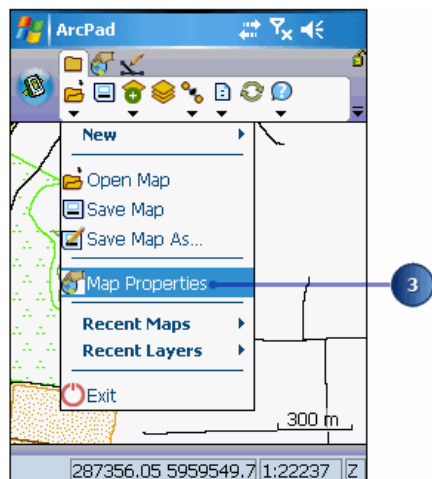 ArcPad
New
Open Map
Save Map
Save Map As...
Map Properties
3
Recent Maps
Recent Layers
Exit
300 m
287356.05 5959549.7 1:22237 Z